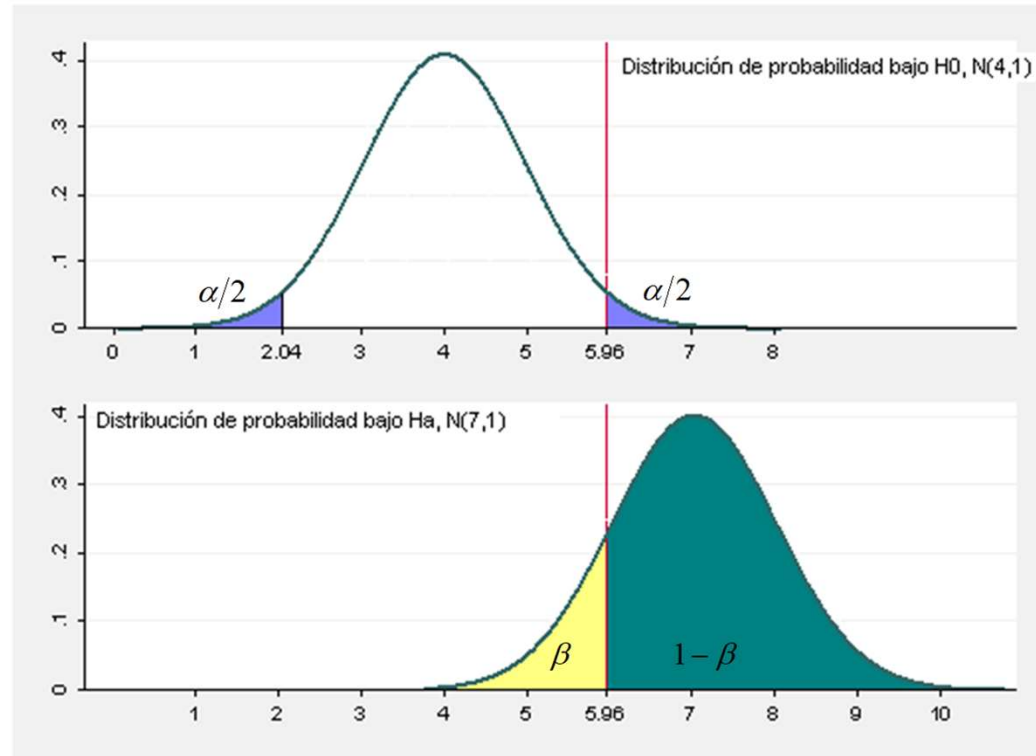 Distribución de probabilidad bajo H0, N(4,1)
.4
.3
.2
.1
0
α/2
α/2
0 1 2.04 3 4 5 5.96 7 8
Distribución de probabilidad bajo Ha, N(7,1)
.4
.3
.2
.1
0
β
1−β
1 2 3 4 5 5.96 7 8 9 10